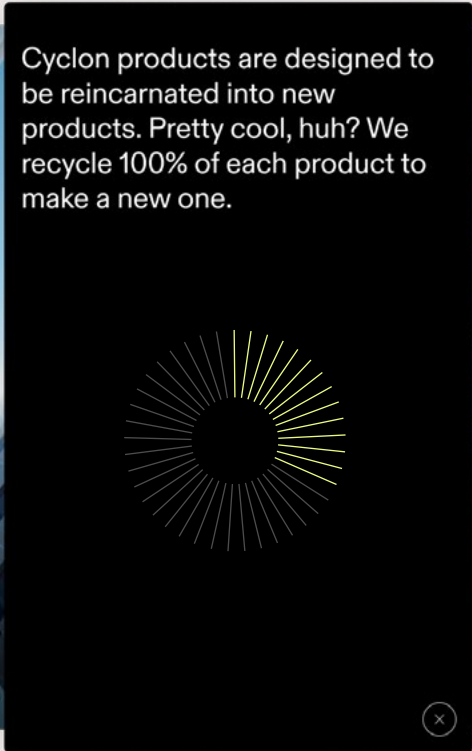 Cyclon products are designed to
be reincarnated into new
products. Pretty cool, huh? We
recycle 100% of each product to
make a new one.